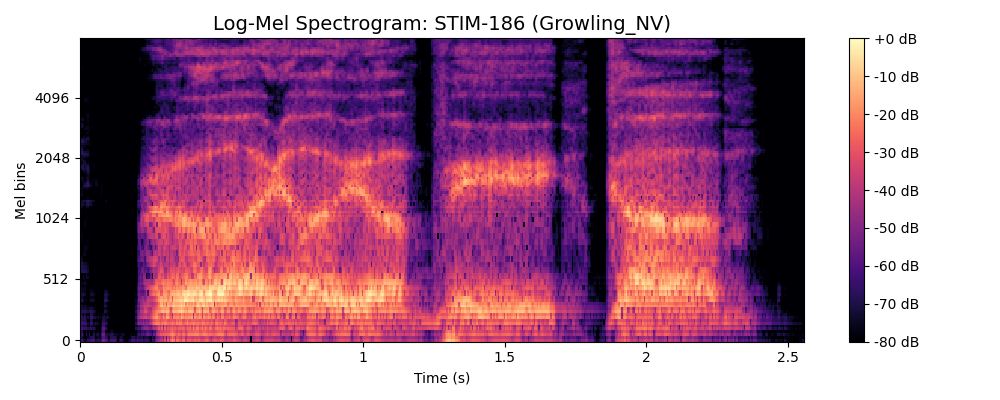 Log-Mel Spectrogram: STIM-186 (Growling_NV)
+0 dB
-10 dB
-20 dB
-30 dB
-40 dB
-50 dB
-60 dB
-70 dB
-80 dB
Mel bins
4096
2048
1024
512
0
0
0.5
1
1.5
2
2.5
Time (s)